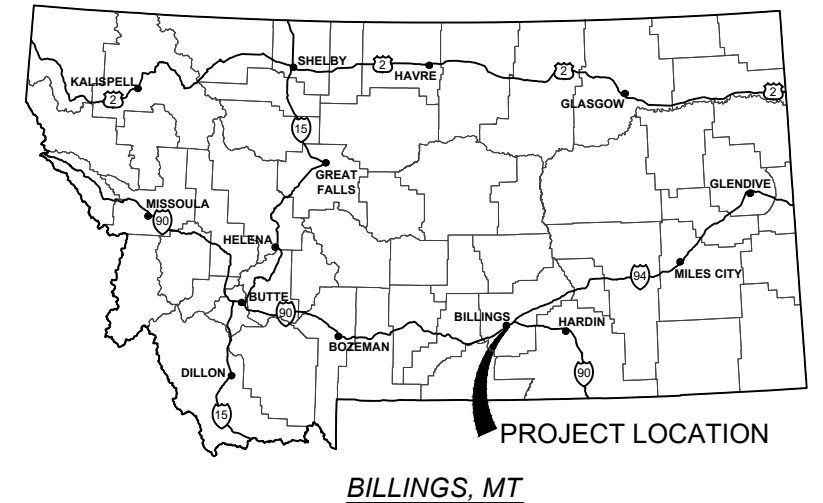 SHELBY
2
HAVRE
2
KALISPELL
2
GLASGOW
2
15
GREAT
FALLS
GLENDIVE
MISSOULA
90
HELENA
MILES CITY
94
BUTTE
90
BILLINGS
HARDIN
BOZEMAN
DILLON
90
15
PROJECT LOCATION
BILLINGS, MT